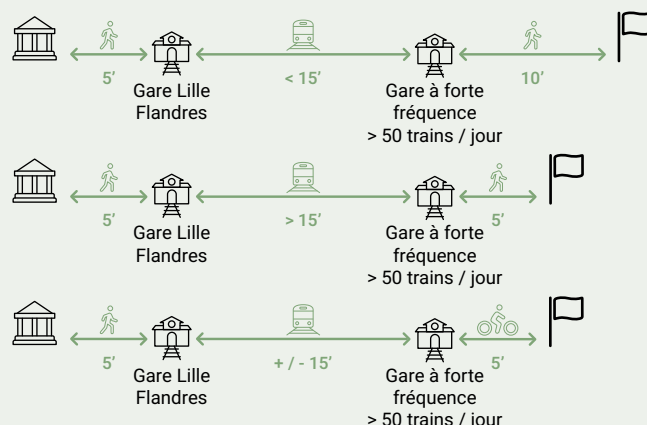 5’ < 15’ 10’
Gare Lille
Flandres
Gare à forte
fréquence
> 50 trains / jour
5’ > 15’ 5’
Gare Lille
Flandres
Gare à forte
fréquence
> 50 trains / jour
5’ + / - 15’ 5’
Gare Lille
Flandres
Gare à forte
fréquence
> 50 trains / jour